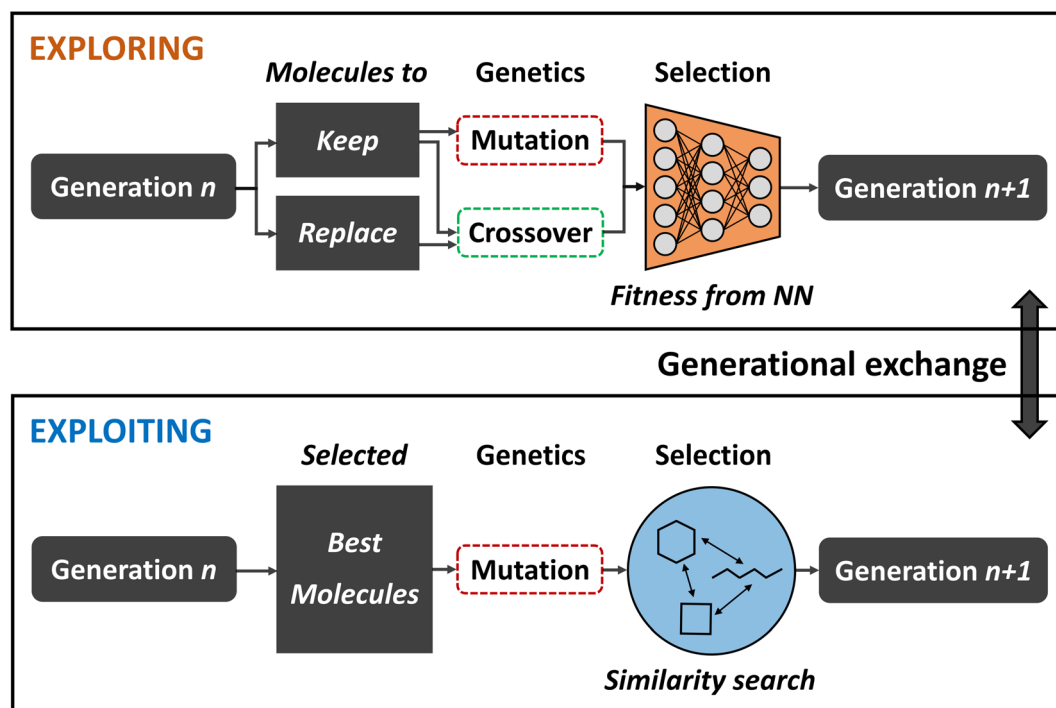 EXPLORING
Molecules to
Genetics
Selection
Generation n
Keep
Replace
Mutation
Crossover
Generation n+1
Fitness from NN
Generational exchange
EXPLOITING
Selected
Genetics
Selection
Generation n
Best
Molecules
Mutation
Generation n+1
Similarity search